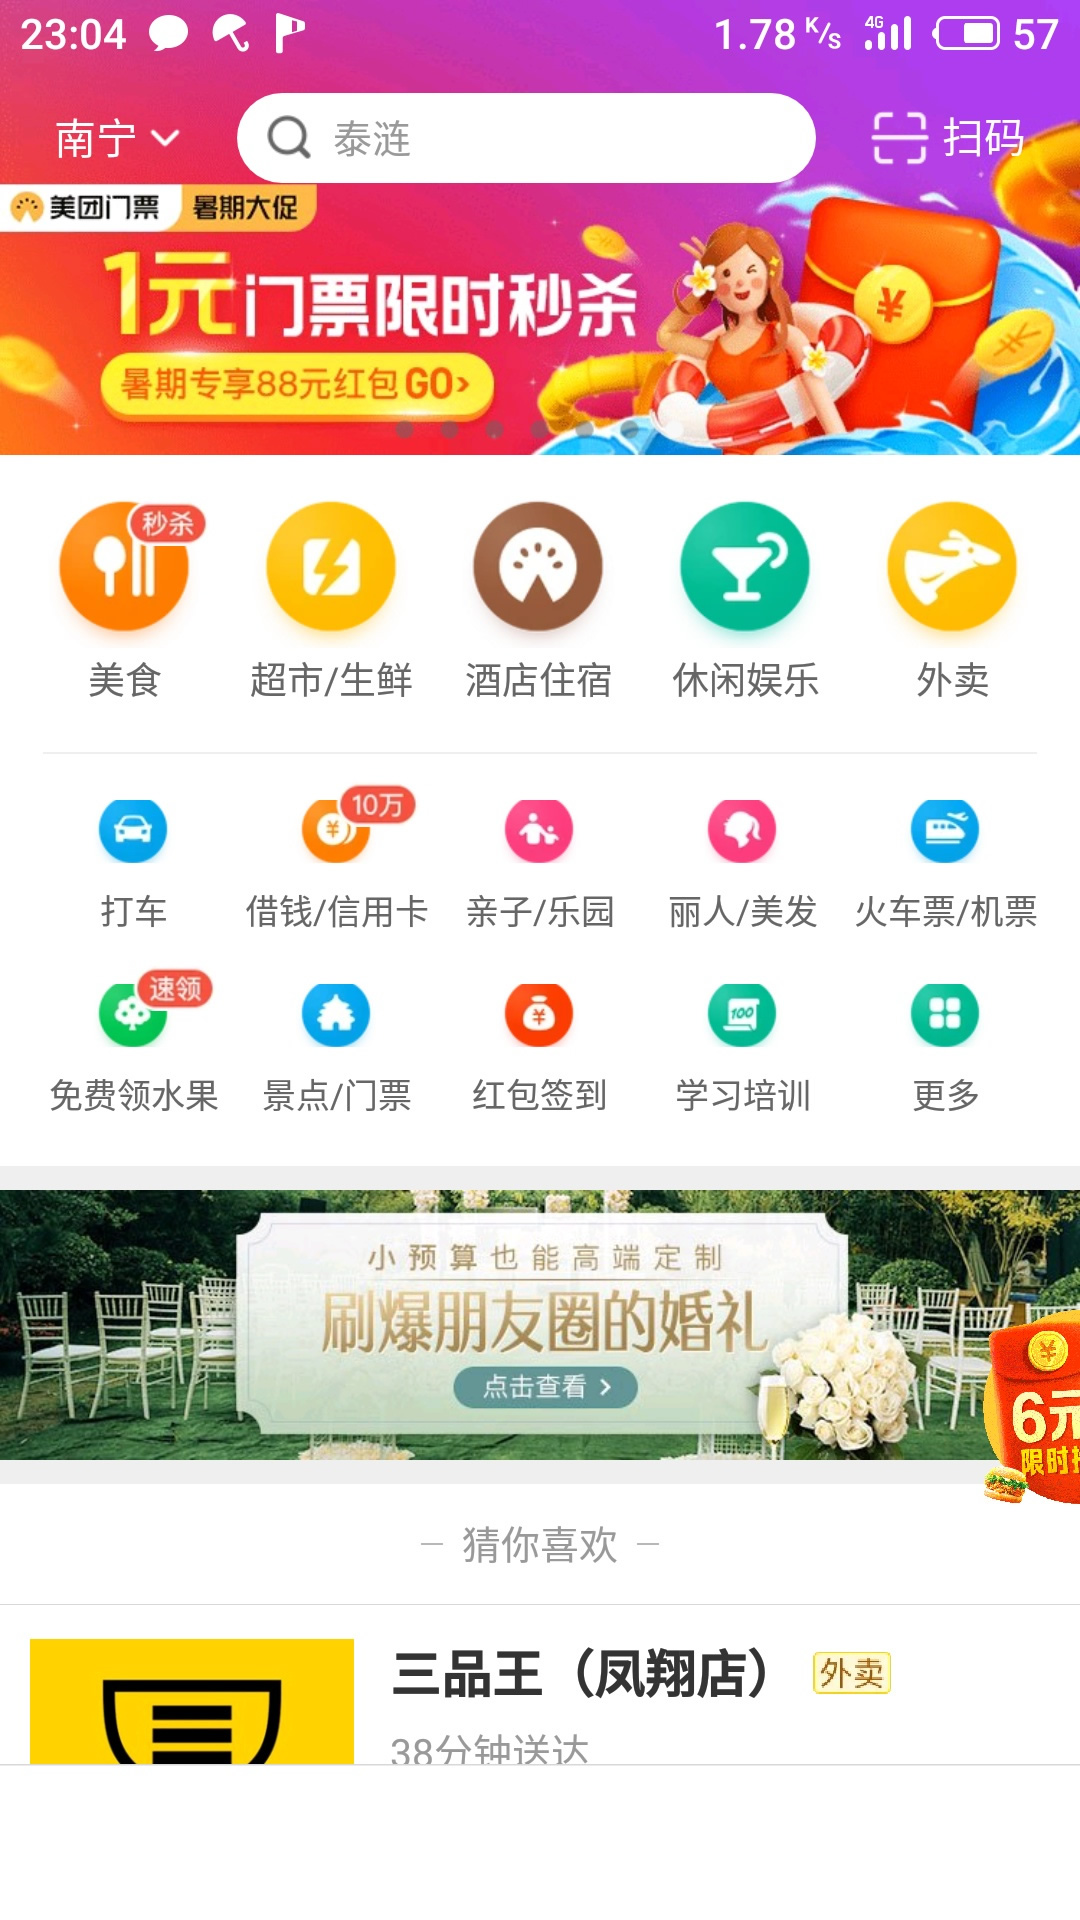 23:04 1.78 K/s 4G 57
南宁 泰涟 扫码
美团门票 暑期大促
1元门票限时秒杀
暑期专享88元红包GO>
秒杀
美食 超市/生鲜 酒店住宿 休闲娱乐 外卖
10万
打车 借钱/信用卡 亲子/乐园 丽人/美发 火车票/机票
速领
100
免费领水果 景点/门票 红包签到 学习培训 更多
小预算也能高端定制
刷爆朋友圈的婚礼
点击查看 >
6元
限时
猜你喜欢
三品王（凤翔店） 外卖
38分钟送达